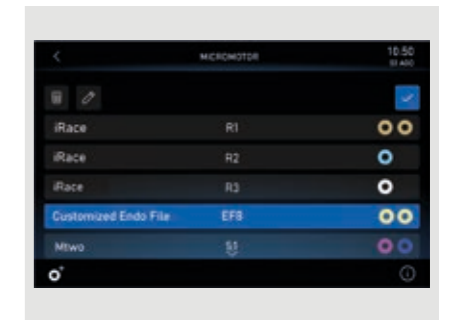 MICROMOTOR
10:50
iRace R1
iRace R2
iRace R3
Customized Endo File EF8
Mtwo S1